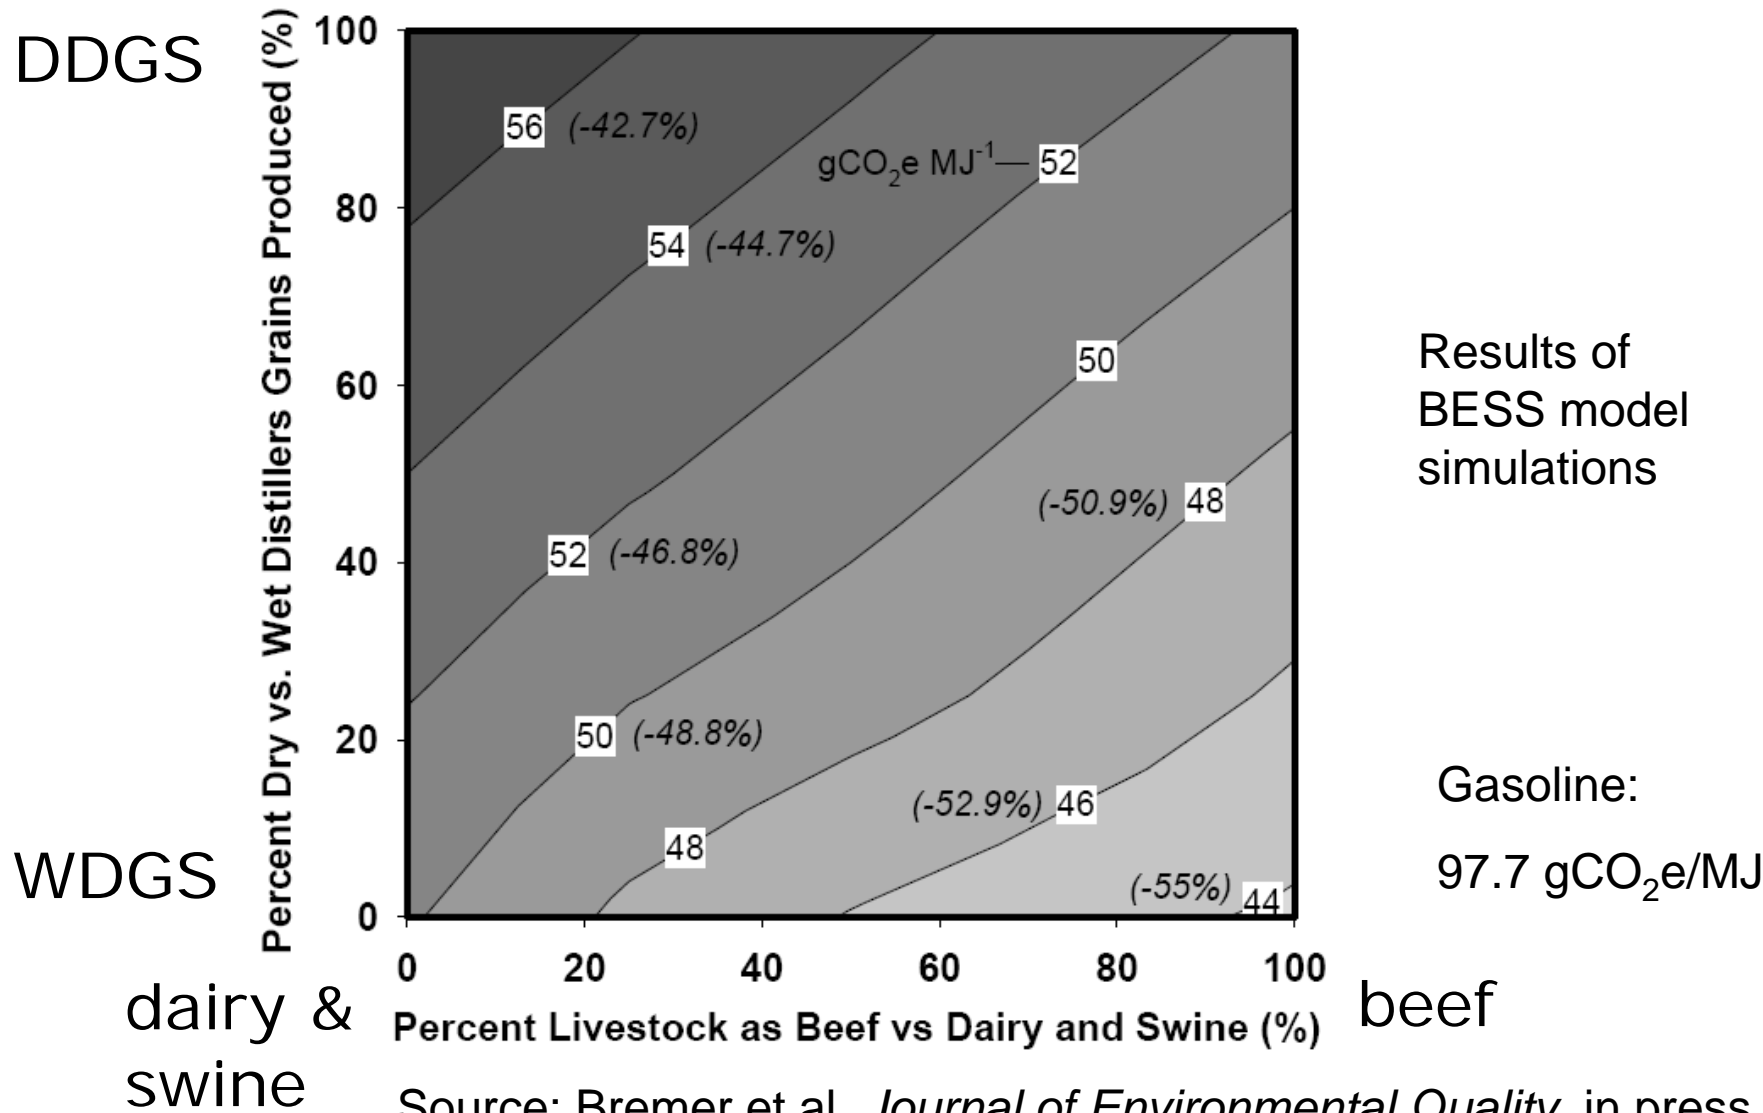 DDGS
Percent Dry vs. Wet Distillers Grains Produced (%)
100
80
60
40
20
0
56 (-42.7%)
gCO₂e MJ⁻¹— 52
54 (-44.7%)
50
(-50.9%) 48
52 (-46.8%)
50 (-48.8%)
(-52.9%) 46
48
(-55%) 44
Results of
BESS model
simulations
Gasoline:
97.7 gCO₂e/MJ
WDGS
0 20 40 60 80 100
dairy &
swine
Percent Livestock as Beef vs Dairy and Swine (%)
beef
Source: Bremer et al., Journal of Environmental Quality, in press